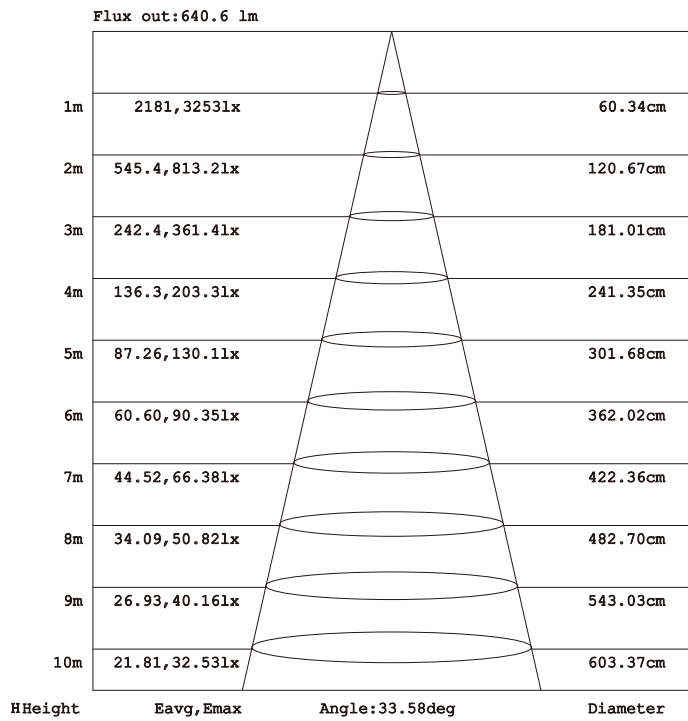 Flux out:640.6 lm
1m 2181,3253lx 60.34cm
2m 545.4,813.2lx 120.67cm
3m 242.4,361.4lx 181.01cm
4m 136.3,203.3lx 241.35cm
5m 87.26,130.1lx 301.68cm
6m 60.60,90.35lx 362.02cm
7m 44.52,66.38lx 422.36cm
8m 34.09,50.82lx 482.70cm
9m 26.93,40.16lx 543.03cm
10m 21.81,32.53lx 603.37cm
HHeight Eavg,Emax Angle:33.58deg Diameter